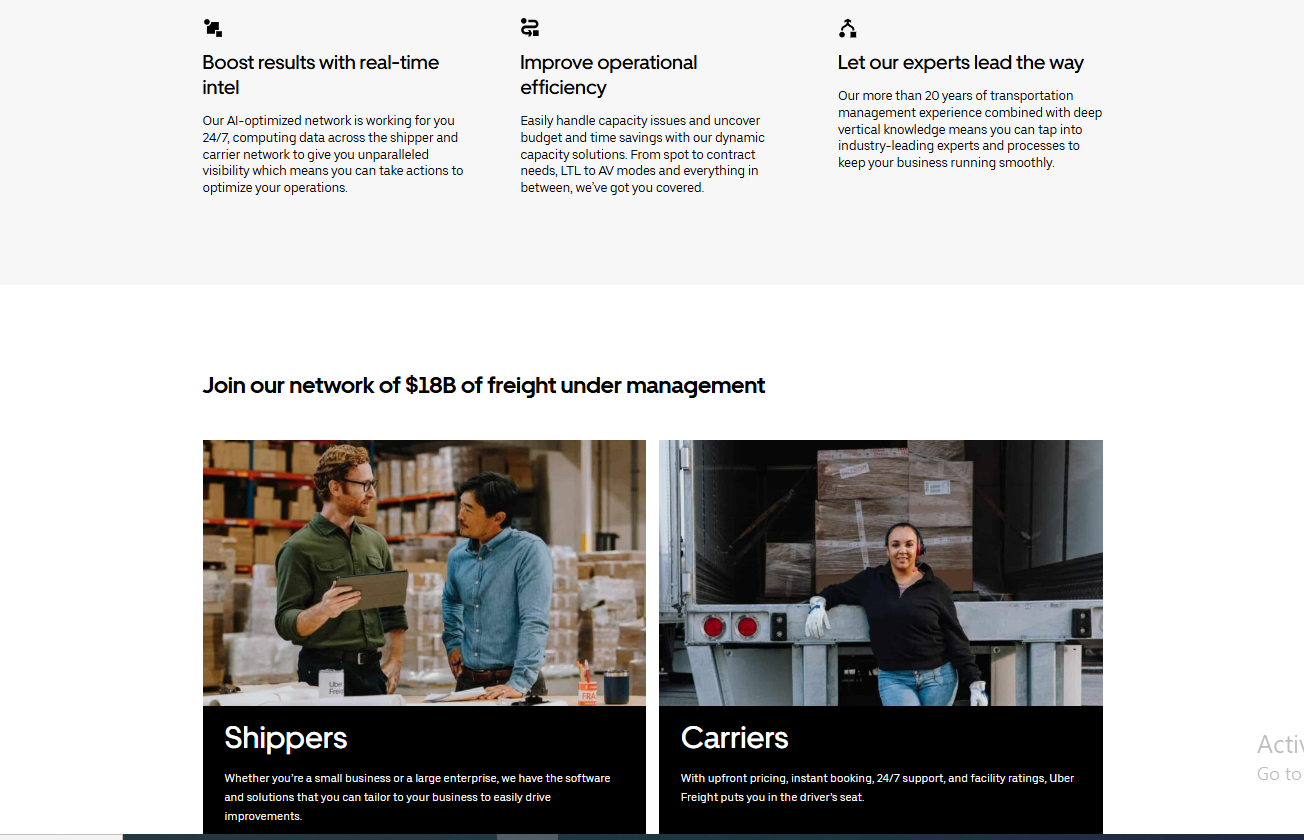 Boost results with real-time
intel
Our AI-optimized network is working for you
24/7, computing data across the shipper and
carrier network to give you unparalleled
visibility which means you can take actions to
optimize your operations.
Improve operational
efficiency
Easily handle capacity issues and uncover
budget and time savings with our dynamic
capacity solutions. From spot to contract
needs, LTL to AV modes and everything in
between, we’ve got you covered.
Let our experts lead the way
Our more than 20 years of transportation
management experience combined with deep
vertical knowledge means you can tap into
industry-leading experts and processes to
keep your business running smoothly.
Join our network of $18B of freight under management
Uber
FRA
Shippers
Whether you’re a small business or a large enterprise, we have the software
and solutions that you can tailor to your business to easily drive
improvements.
Carriers
With upfront pricing, instant booking, 24/7 support, and facility ratings, Uber
Freight puts you in the driver’s seat.
Activ
Go to